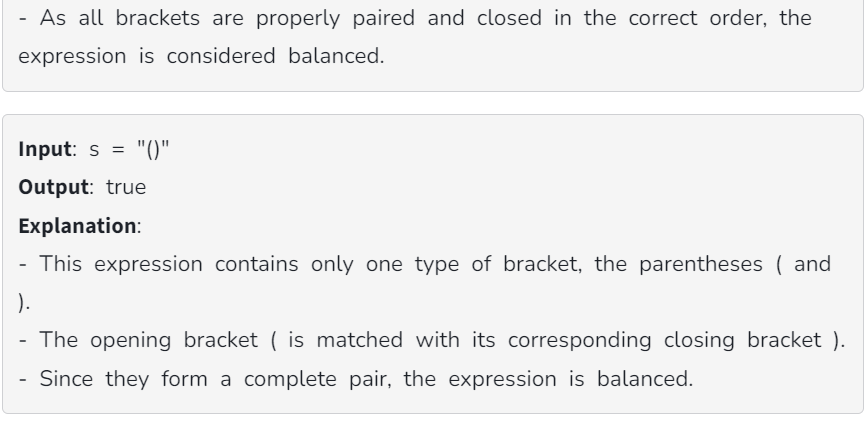 - As all brackets are properly paired and closed in the correct order, the
expression is considered balanced.
Input: s = "()"
Output: true
Explanation:
- This expression contains only one type of bracket, the parentheses ( and
).
- The opening bracket ( is matched with its corresponding closing bracket ).
- Since they form a complete pair, the expression is balanced.